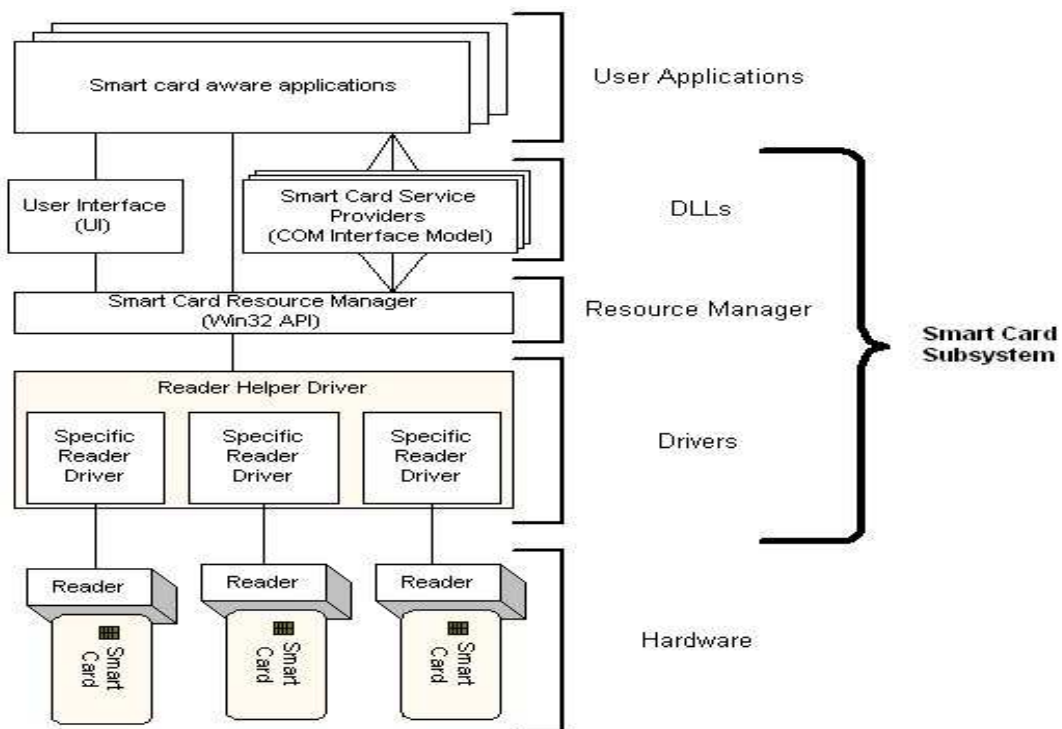 Smart card aware applications
User Applications
User Interface
(UI)
Smart Card Service
Providers
(COM Interface Model)
DLLs
Smart Card Resource Manager
(Win32 API)
Resource Manager
Smart Card
Subsystem
Reader Helper Driver
Specific
Reader
Driver
Specific
Reader
Driver
Specific
Reader
Driver
Drivers
Reader
Reader
Reader
Smart
Card
Smart
Card
Smart
Card
Hardware